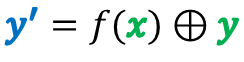 y′ = f(x) ⊕ y